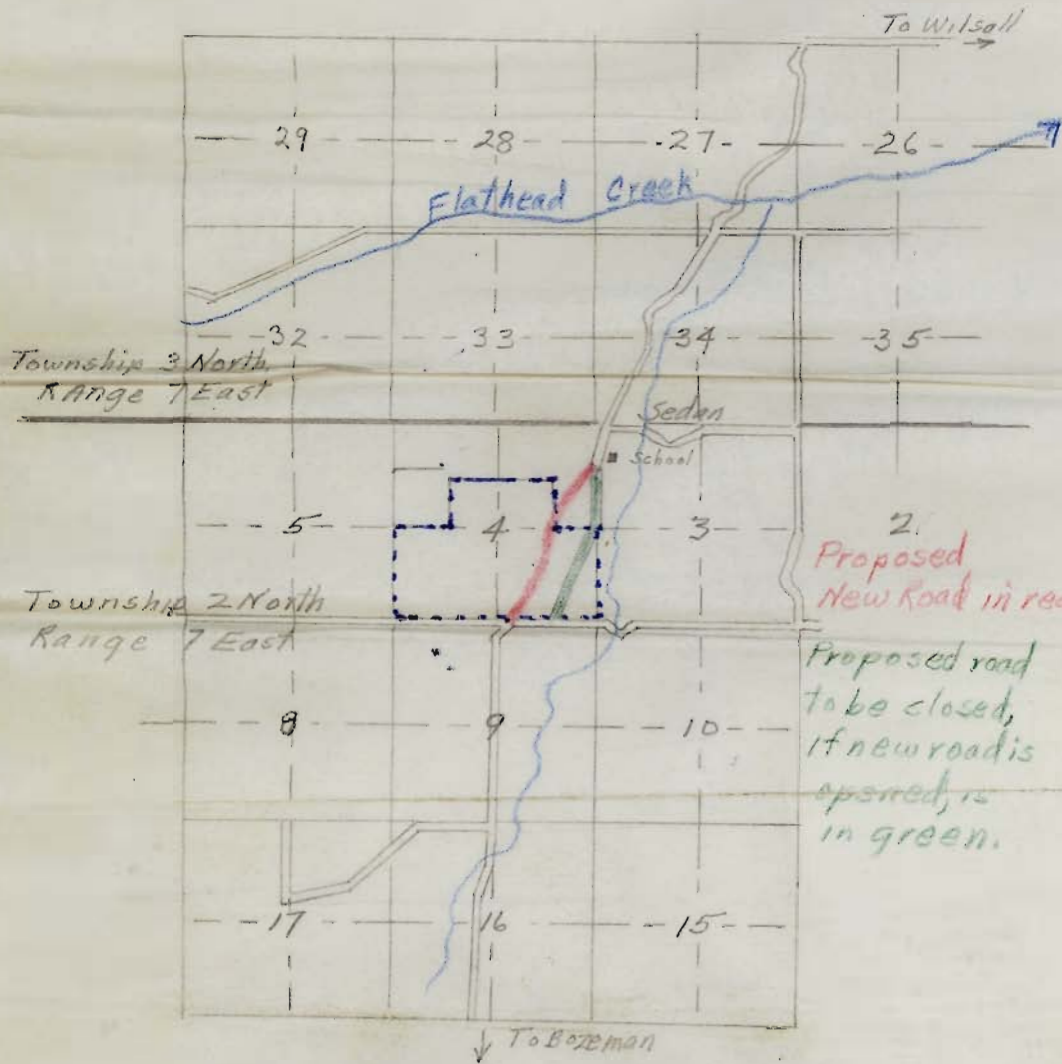 To Wilsall
29 28 27 26
Flathead Creek
32 33 34 35
Township 3 North
Range 7 East
Sedan
School
5 4 3 2
Proposed
New Road in re
Township 2 North
Range 7 East
Proposed road
to be closed,
if new road is
opened, is
in green.
8 9 10
17 16 15
To Bozeman